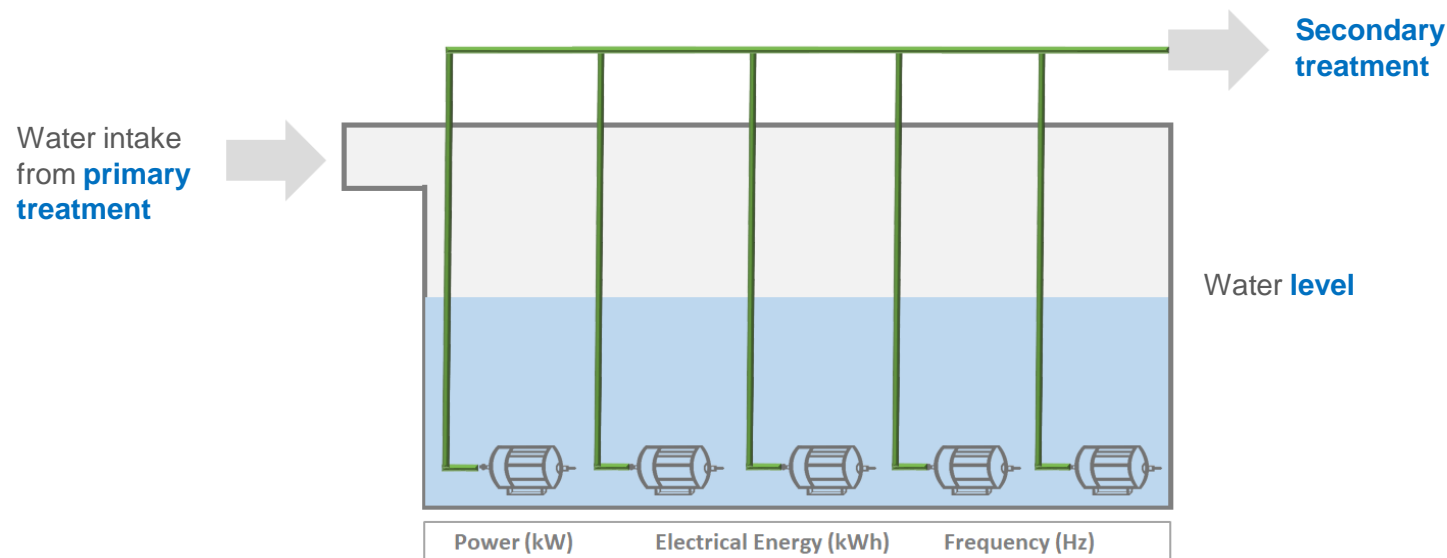 Secondary
treatment
Water intake
from primary
treatment
Water level
Power (kW) Electrical Energy (kWh) Frequency (Hz)